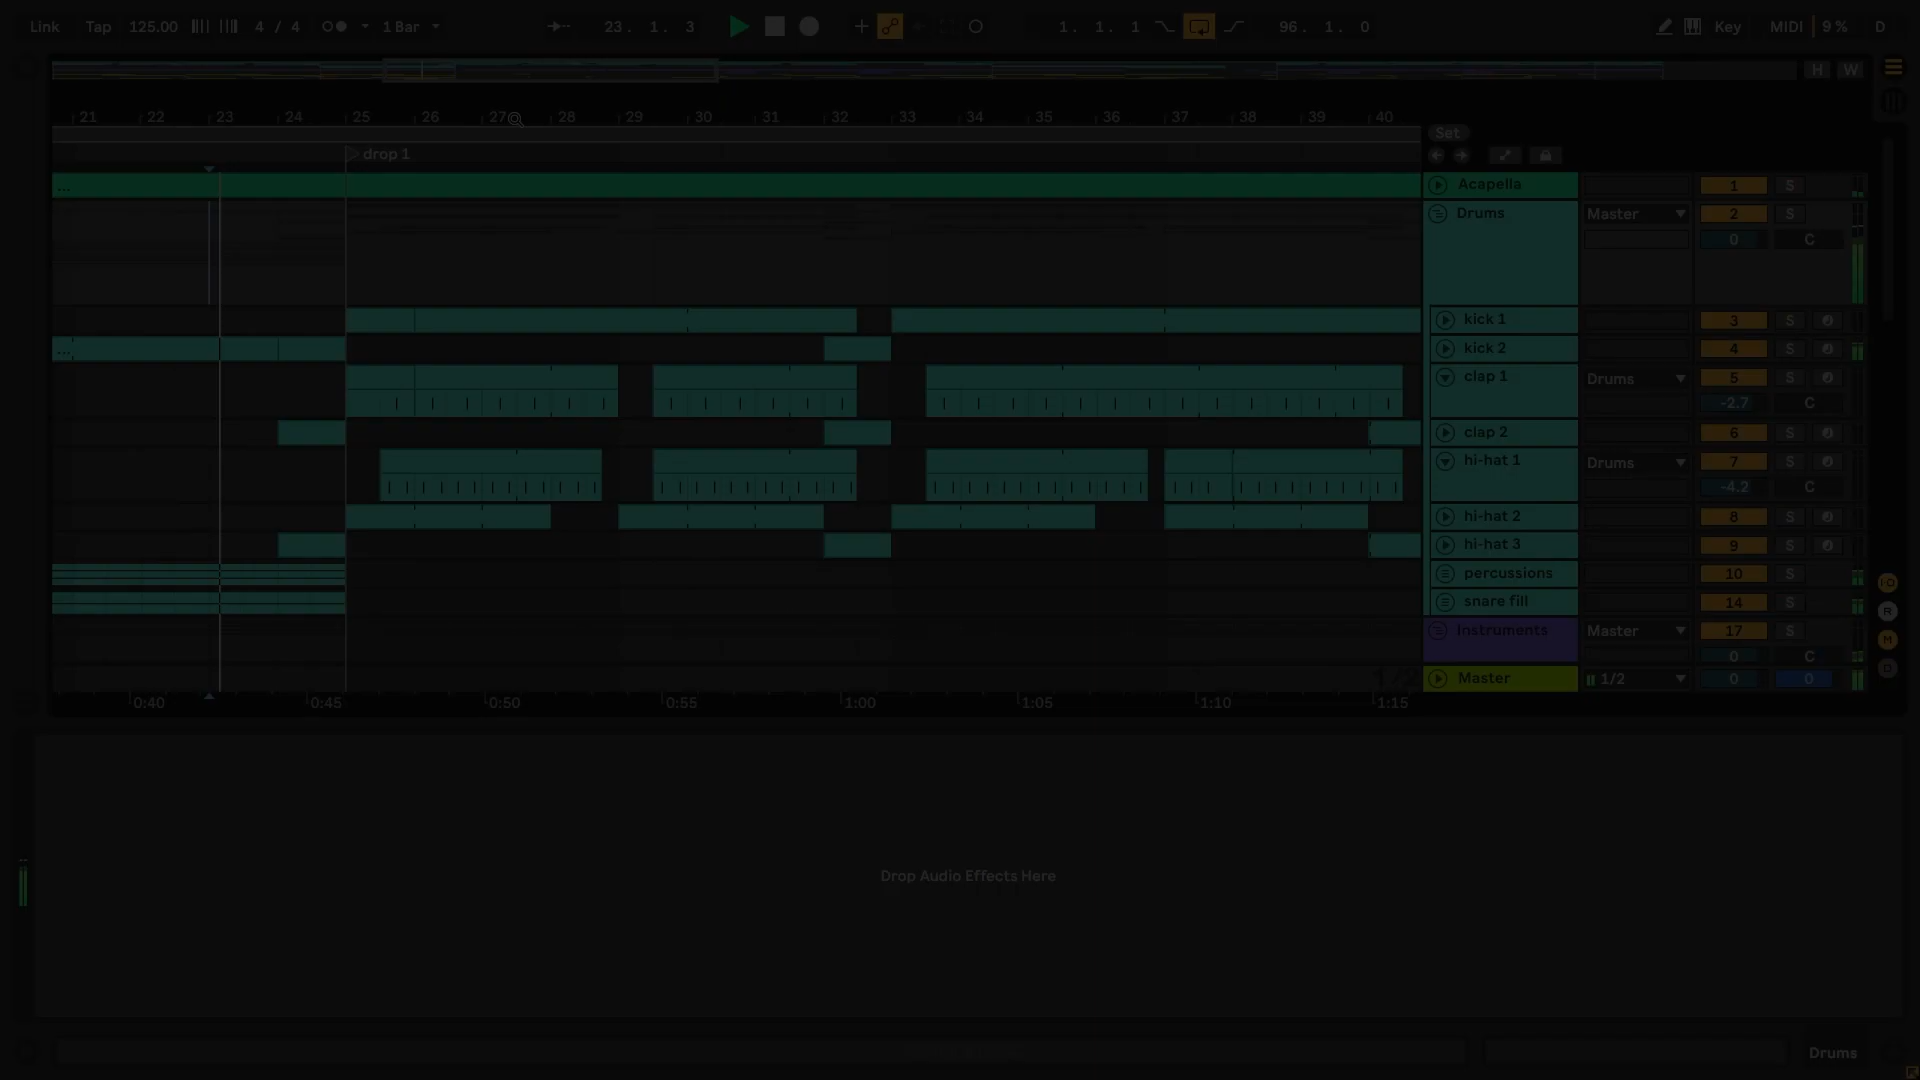 Link Tap 125.00 4 / 4 1 Bar 23. 1. 3 1. 1. 1 96. 1. 0 Key MIDI 9 % D
H W
21 22 23 24 25 26 27 28 29 30 31 32 33 34 35 36 37 38 39 40
Set
drop 1
... Acapella 1 S
Drums Master 2 S
0 C
kick 1 3 S
... kick 2 4 S
clap 1 Drums 5 S
-2.7 C
clap 2 6 S
hi-hat 1 Drums 7 S
-4.2 C
hi-hat 2 8 S
hi-hat 3 9 S
percussions 10 S
I·O
snare fill 14 S
R
Instruments Master 17 S
M
0 C
1/2 Master 1/2 0 0
D
0:40 0:45 0:50 0:55 1:00 1:05 1:10 1:15
Drop Audio Effects Here
Drums